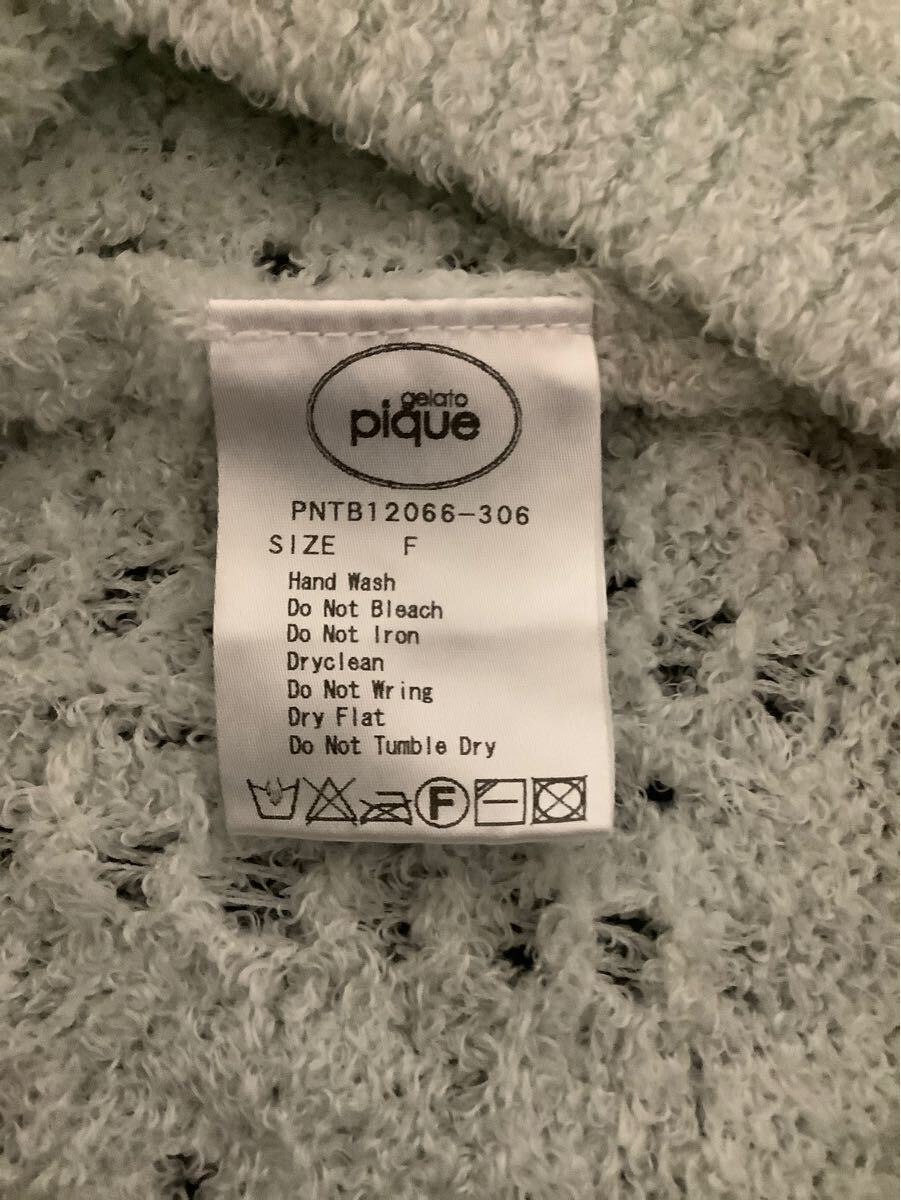 gelato
pique
PNTB12066-306
SIZE F
Hand Wash
Do Not Bleach
Do Not Iron
Dryclean
Do Not Wring
Dry Flat
Do Not Tumble Dry
F